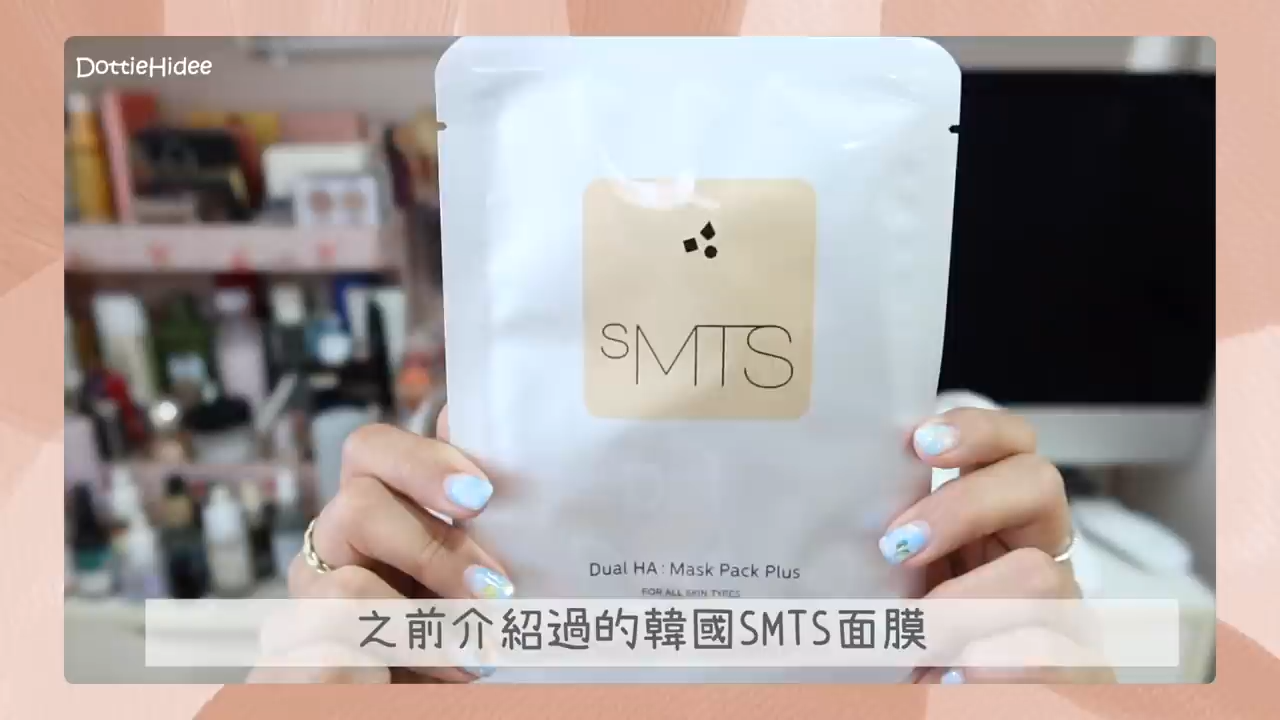 DottieHidee
SMTS
Dual HA : Mask Pack Plus
FOR ALL SKIN TYPES
之前介紹過的韓國SMTS面膜